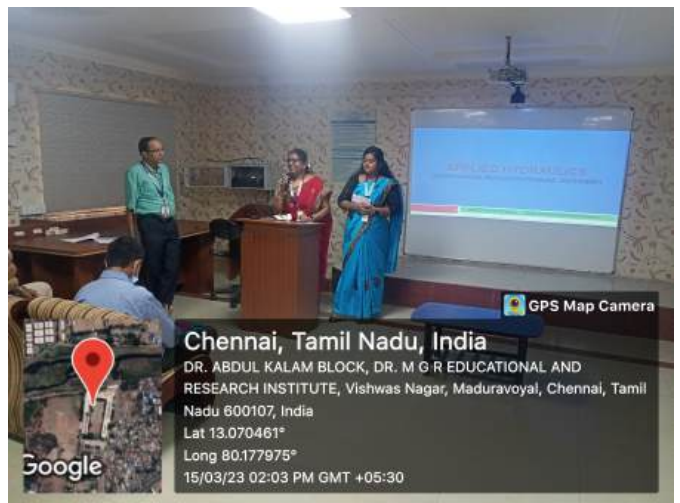 APPLIED HYDRAULICS
GPS Map Camera
Chennai, Tamil Nadu, India
DR. ABDUL KALAM BLOCK, DR. M G R EDUCATIONAL AND
RESEARCH INSTITUTE, Vishwas Nagar, Maduravoyal, Chennai, Tamil
Nadu 600107, India
Lat 13.070461°
Long 80.177975°
15/03/23 02:03 PM GMT +05:30
Google